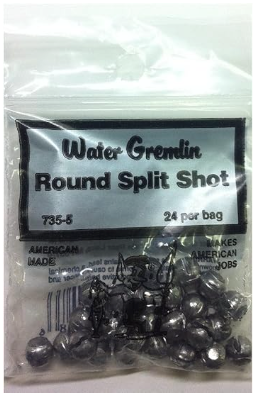 Water Gremlin
Round Split Shot
735-5 24 per bag
AMERICAN MAKES
MADE AMERICAN
JOBS